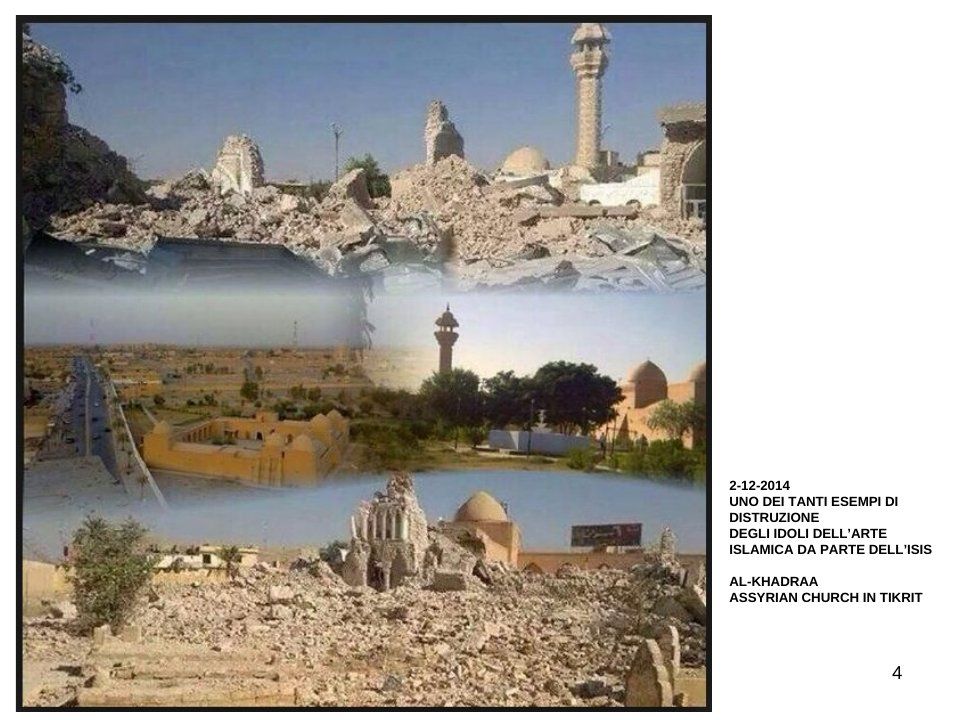 2-12-2014
UNO DEI TANTI ESEMPI DI
DISTRUZIONE
DEGLI IDOLI DELL’ARTE
ISLAMICA DA PARTE DELL’ISIS
AL-KHADRAA
ASSYRIAN CHURCH IN TIKRIT
4